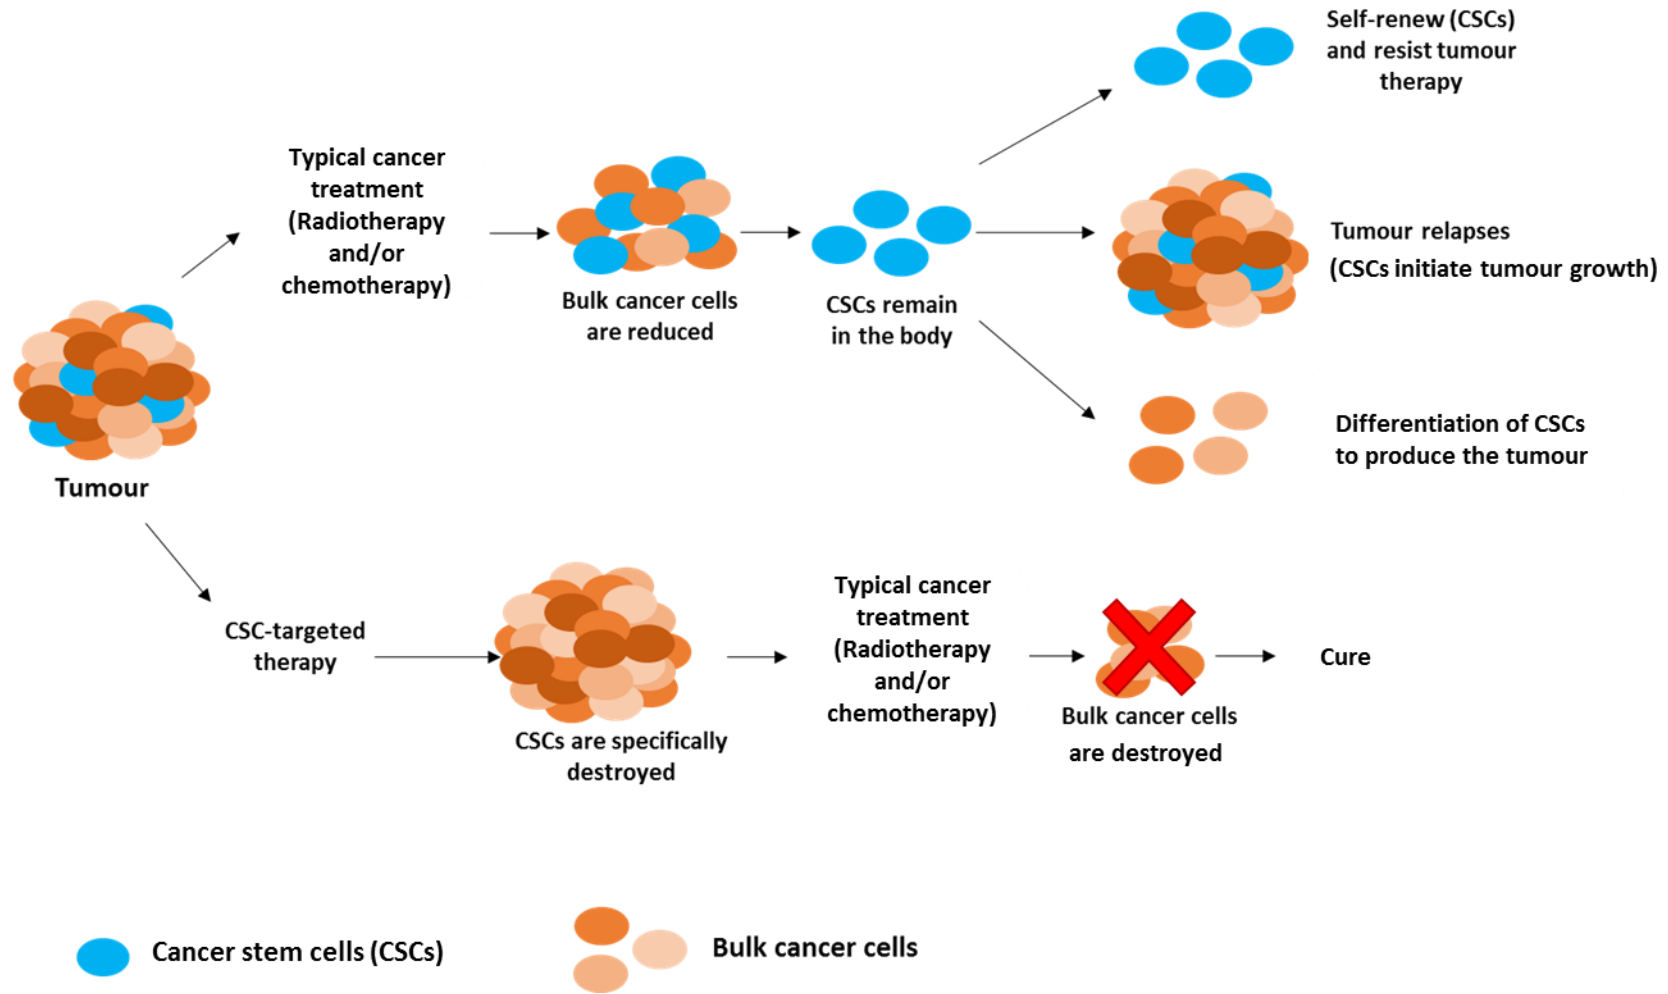 Self-renew (CSCs)
and resist tumour
therapy
Typical cancer
treatment
(Radiotherapy
and/or
chemotherapy)
Bulk cancer cells
are reduced
CSCs remain
in the body
Tumour relapses
(CSCs initiate tumour growth)
Differentiation of CSCs
to produce the tumour
Tumour
CSC-targeted
therapy
CSCs are specifically
destroyed
Typical cancer
treatment
(Radiotherapy
and/or
chemotherapy)
Bulk cancer cells
are destroyed
Cure
Cancer stem cells (CSCs)
Bulk cancer cells